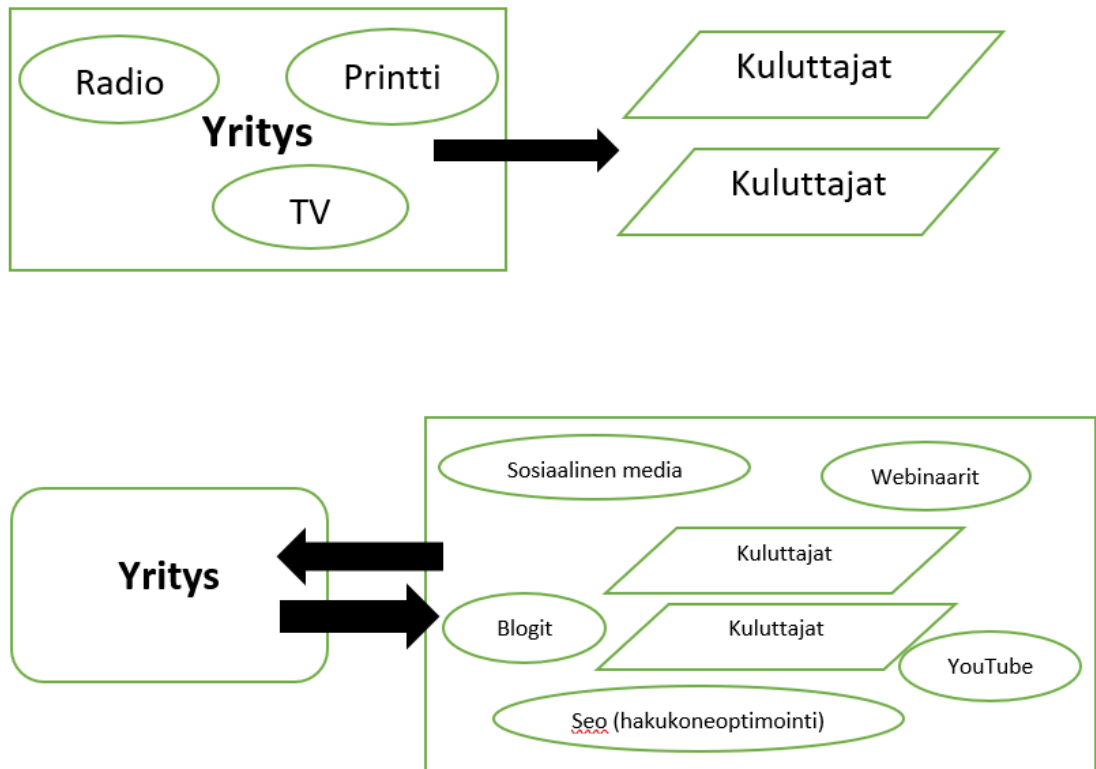 Radio
Printti
Yritys
TV
Kuluttajat
Kuluttajat
Yritys
Sosiaalinen media
Webinaarit
Kuluttajat
Blogit
Kuluttajat
YouTube
Seo (hakukoneoptimointi)